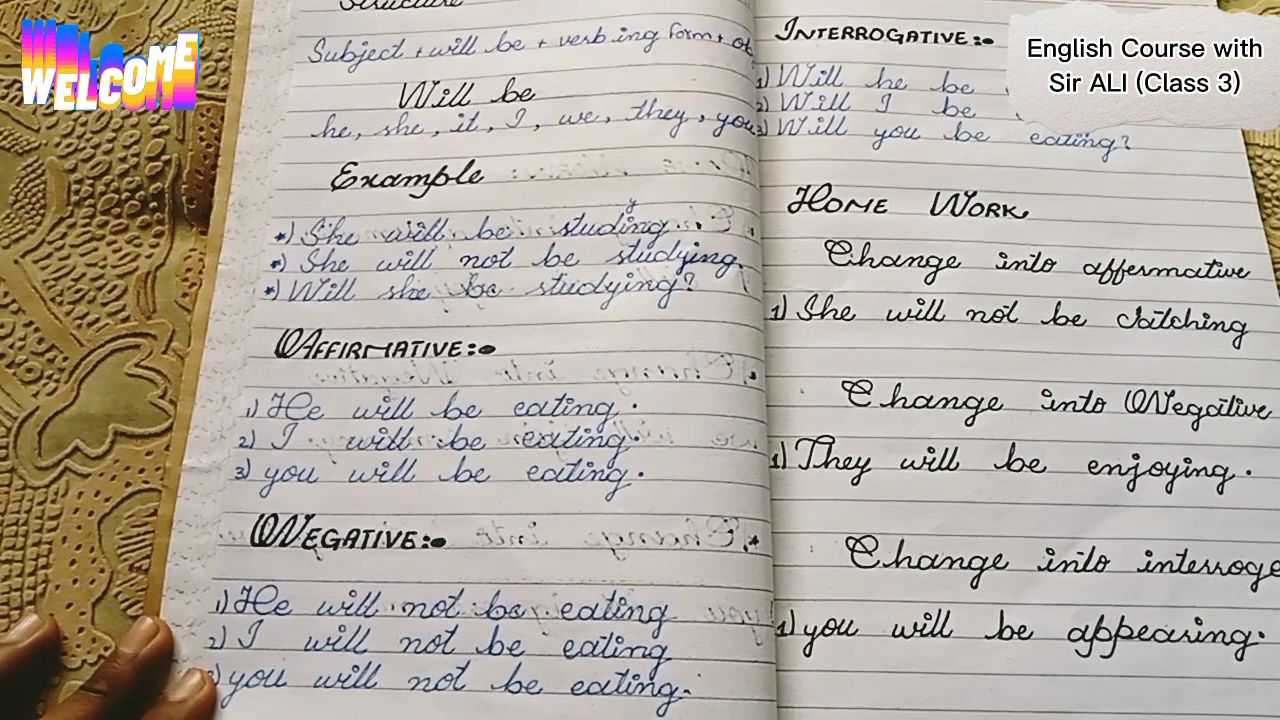 WELCOME
English Course with
Sir ALI (Class 3)
Structure
Subject + will be + verb ing form + ob
Will be
he, she, it, I, we, they, you
Example
*) She will be studing.
y
*) She will not be studying
*) Will she be studying?
AFFIRMATIVE:-
1) He will be eating.
2) I will be eating.
3) you will be eating.
NEGATIVE:-
1) He will not be eating
2) I will not be eating
3) you will not be eating.
INTERROGATIVE:-
1) Will he be
2) Will I be
3) Will you be eating?
HOME WORK
Change into affermative
1) She will not be
Change into Negative
1) They will be enjoying.
Change into interroge
1) you will be appearing.